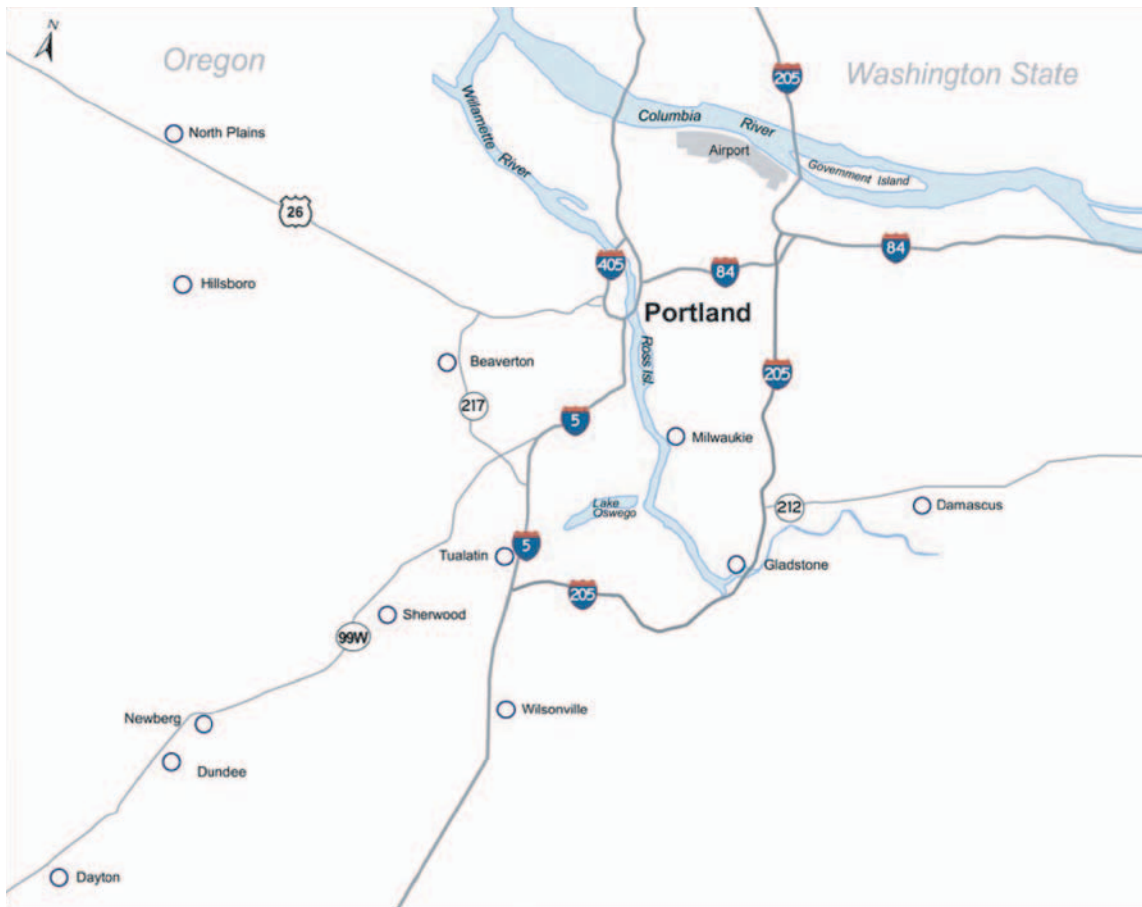 N
Oregon
205
Washington State
Willamette
River
Columbia
River
North Plains
Airport
Government Island
26
405
84
84
Hillsboro
Portland
Beaverton
Ross Isl.
205
217
5
Milwaukie
Lake
Oswego
212
Damascus
Tualatin
5
Gladstone
205
Sherwood
99W
Newberg
Wilsonville
Dundee
Dayton